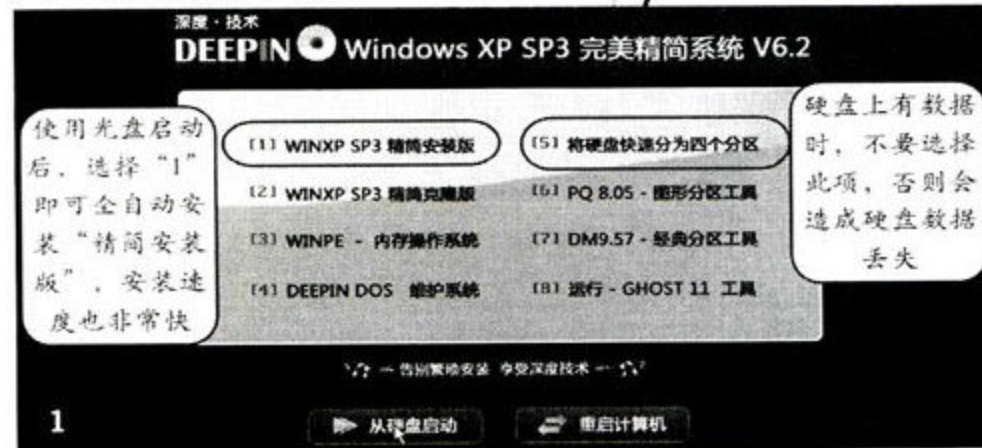 深度·技术
DEEPIN Windows XP SP3 完美精简系统 V6.2
使用光盘启动
后，选择“1”
即可全自动安
装“精简安装
版”，安装速
度也非常快
[1] WINXP SP3 精简安装版
[2] WINXP SP3 精简克隆版
[3] WINPE - 内存操作系统
[4] DEEPIN DOS 维护系统
[5] 将硬盘快速分为四个分区
[6] PQ 8.05 - 图形分区工具
[7] DM9.57 - 经典分区工具
[8] 运行 - GHOST 11 工具
硬盘上有数据
时，不要选择
此项，否则会
造成硬盘数据
丢失
告别繁琐安装 享受深度技术
1
从硬盘启动
重启计算机